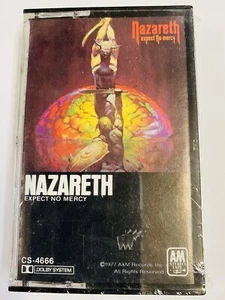 Nazareth
expect no mercy
NAZARETH
EXPECT NO MERCY
CS-4666
DOLBY SYSTEM
©1977 A&M Records, Inc.
All Rights Reserved
A&M